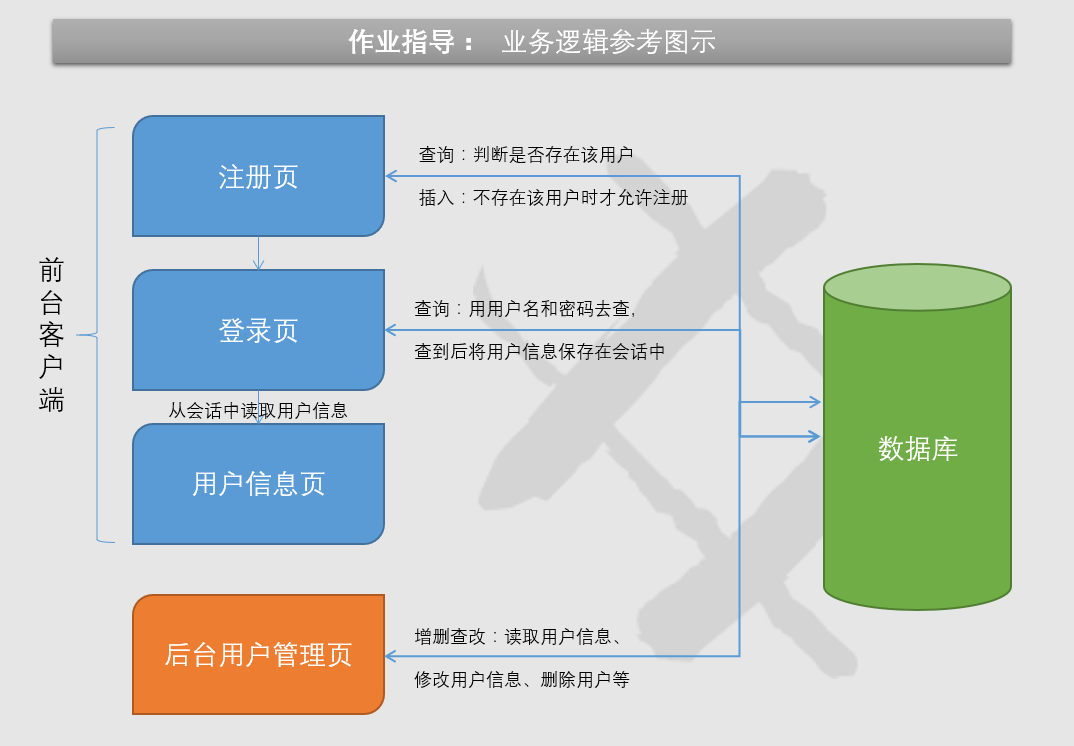 作业指导： 业务逻辑参考图示
前台客户端
注册页
查询：判断是否存在该用户
插入：不存在该用户时才允许注册
登录页
查询：用用户名和密码去查,
查到后将用户信息保存在会话中
从会话中读取用户信息
用户信息页
数据库
后台用户管理页
增删查改：读取用户信息、
修改用户信息、删除用户等